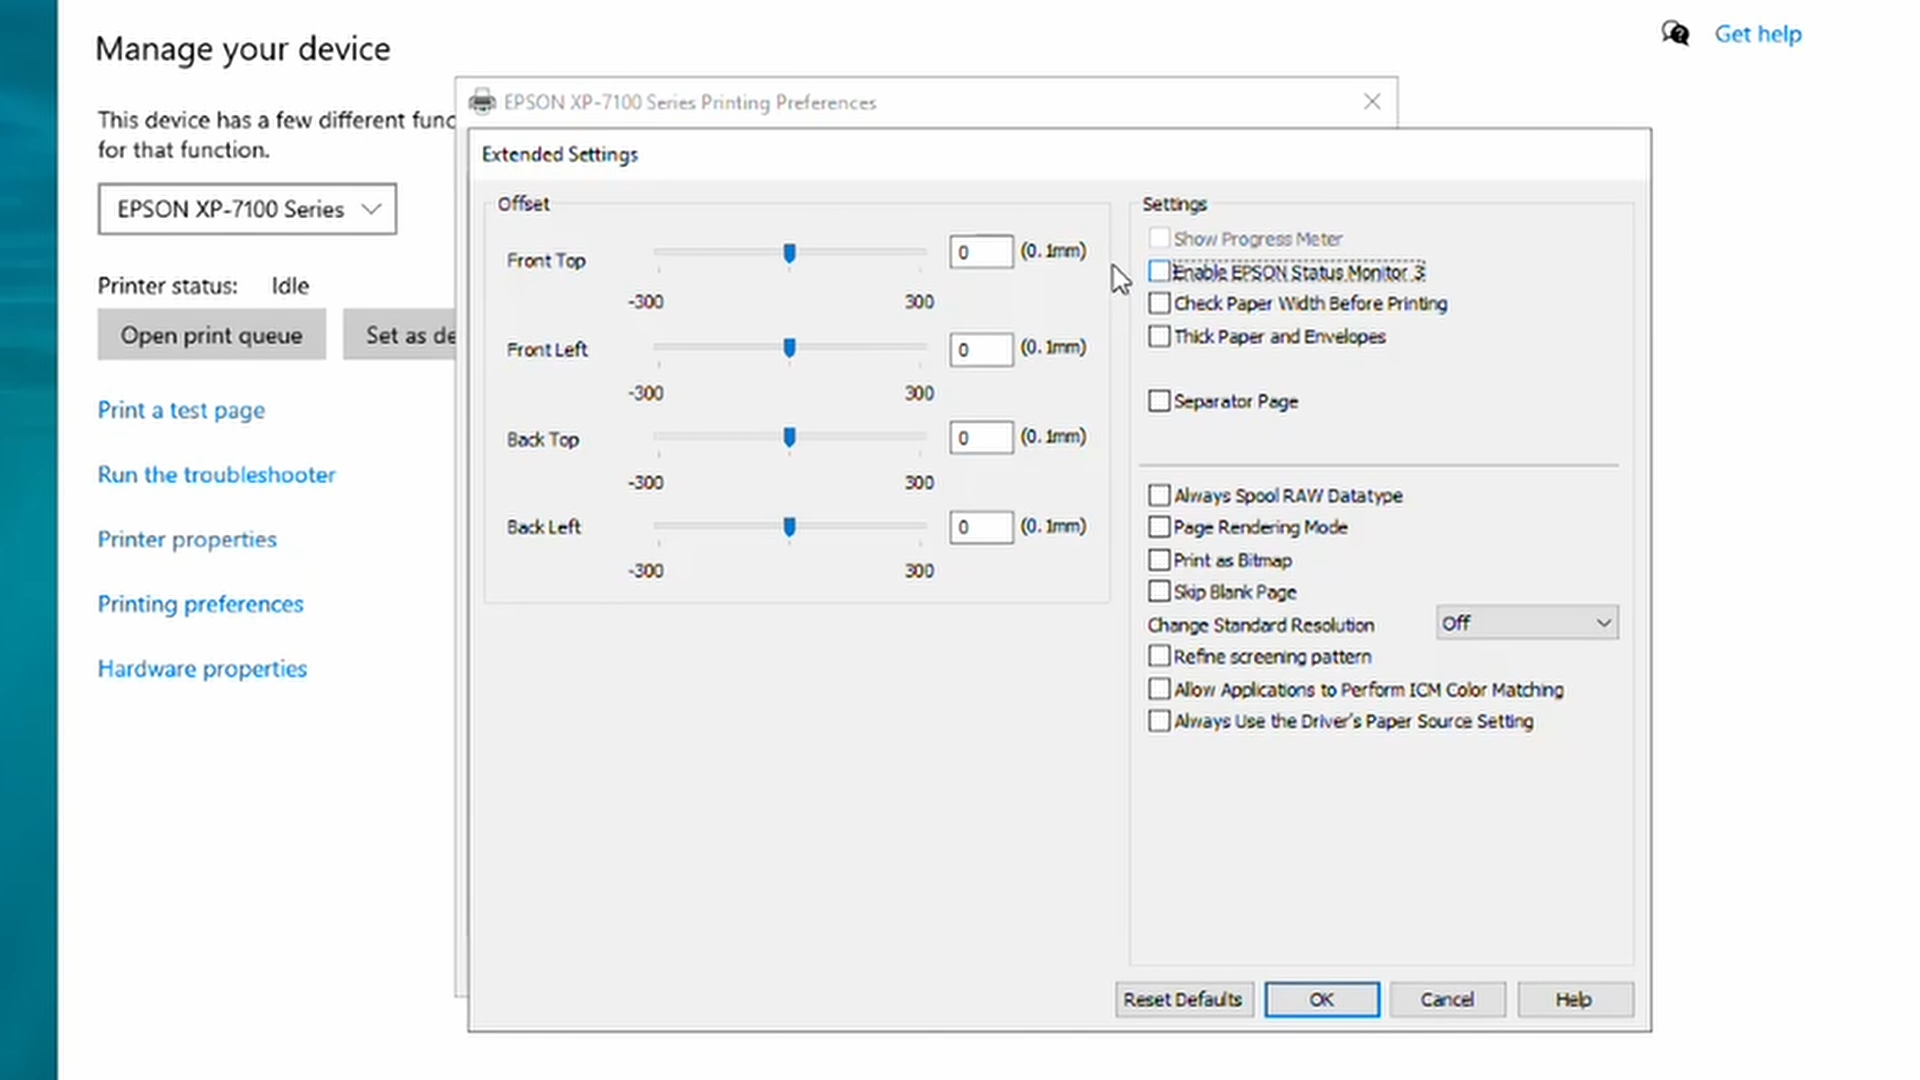 Manage your device
Get help
This device has a few different func
for that function.
EPSON XP-7100 Series
Printer status: Idle
Open print queue
Set as de
Print a test page
Run the troubleshooter
Printer properties
Printing preferences
Hardware properties
EPSON XP-7100 Series Printing Preferences
Extended Settings
Offset
Front Top
0
(0.1mm)
-300
300
Front Left
0
(0.1mm)
-300
300
Back Top
0
(0.1mm)
-300
300
Back Left
0
(0.1mm)
-300
300
Settings
Show Progress Meter
Enable EPSON Status Monitor 3
Check Paper Width Before Printing
Thick Paper and Envelopes
Separator Page
Always Spool RAW Datatype
Page Rendering Mode
Print as Bitmap
Skip Blank Page
Change Standard Resolution
Off
Refine screening pattern
Allow Applications to Perform ICM Color Matching
Always Use the Driver's Paper Source Setting
Reset Defaults
OK
Cancel
Help